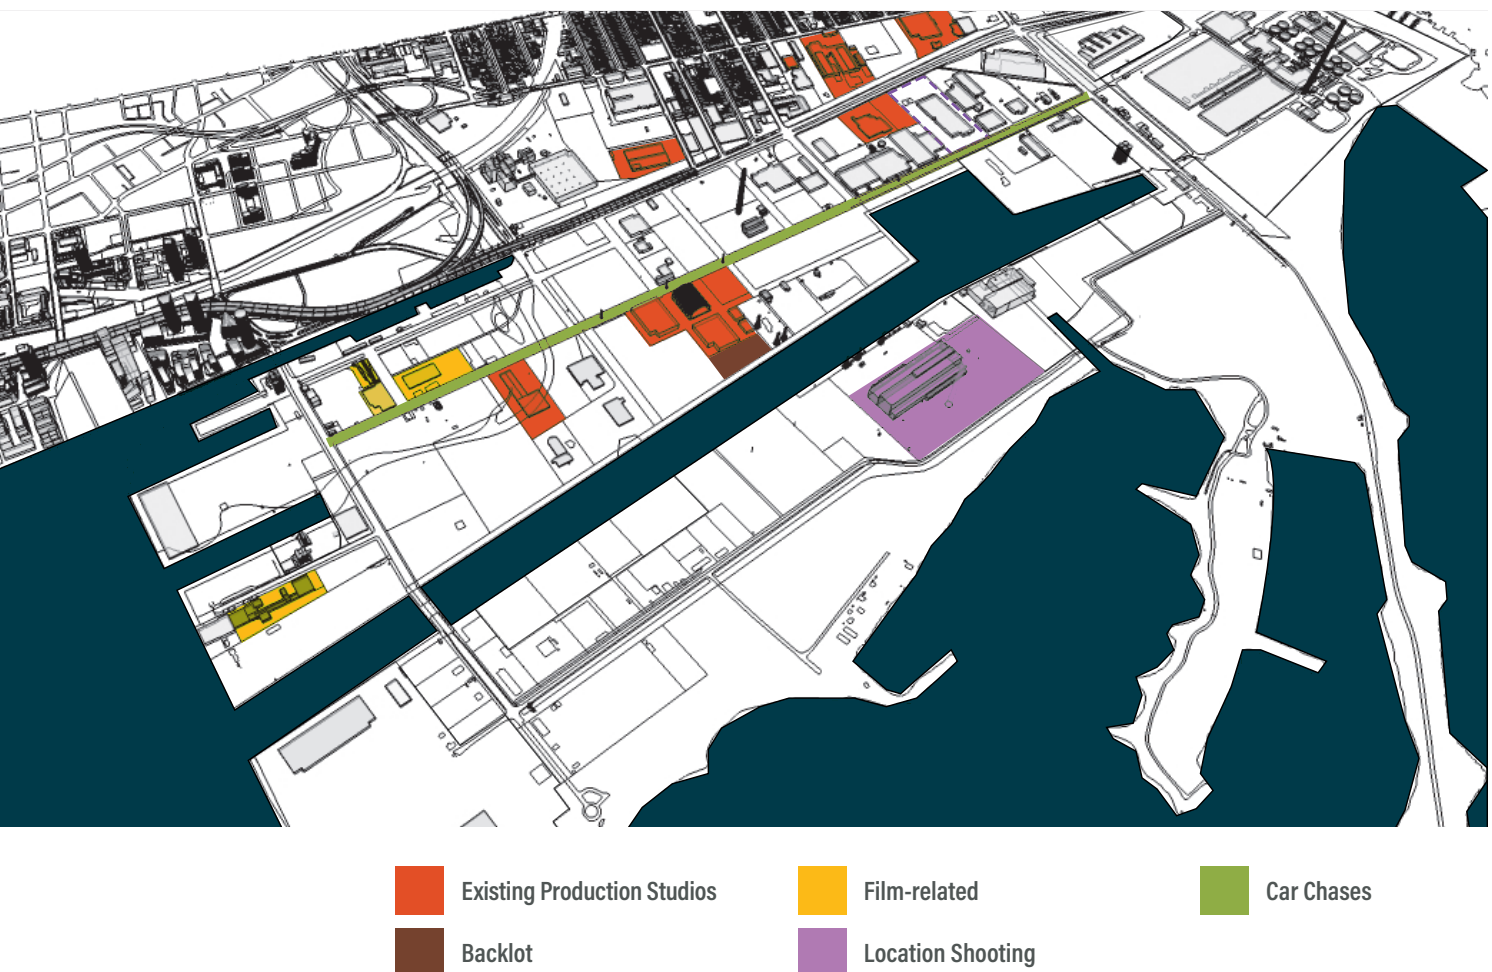 Existing Production Studios
Film-related
Car Chases
Backlot
Location Shooting